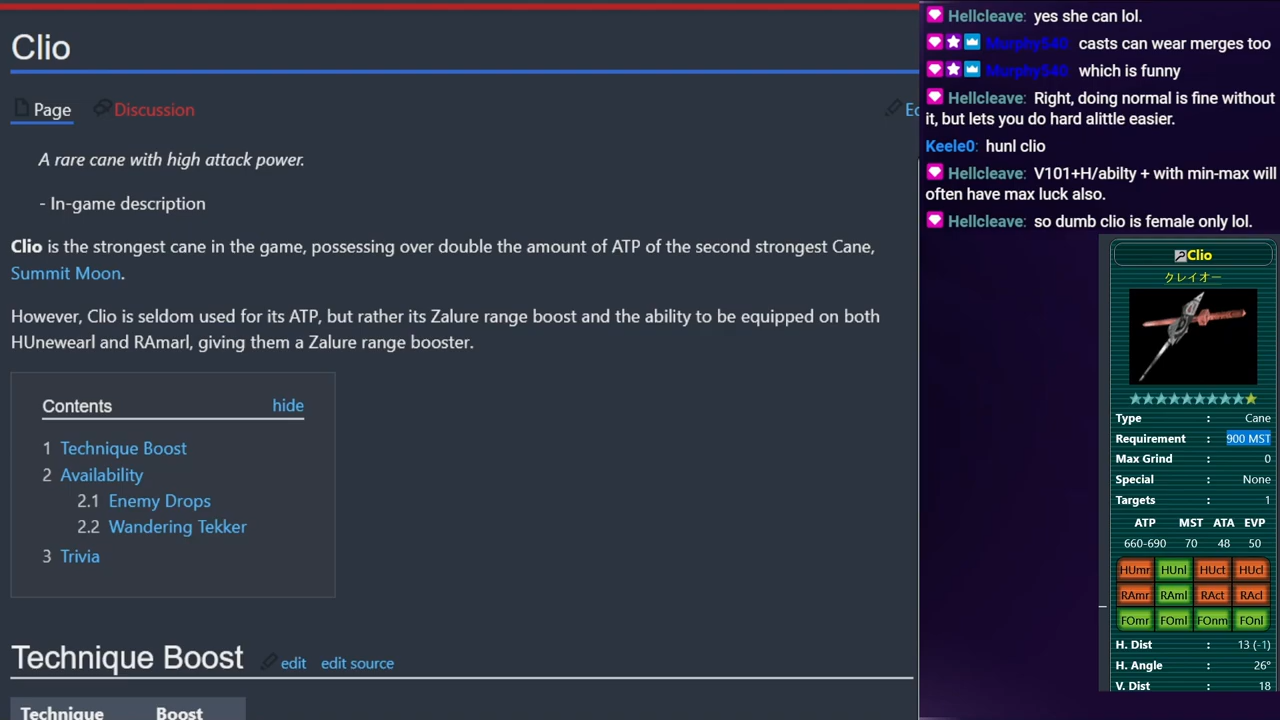 Clio
Page
Discussion
A rare cane with high attack power.
- In-game description
Clio is the strongest cane in the game, possessing over double the amount of ATP of the second strongest Cane,
Summit Moon.
However, Clio is seldom used for its ATP, but rather its Zalure range boost and the ability to be equipped on both
HUnewearl and RAmarl, giving them a Zalure range booster.
Contents hide
1 Technique Boost
2 Availability
2.1 Enemy Drops
2.2 Wandering Tekker
3 Trivia
Technique Boost edit edit source
Technique Boost
Hellcleave: yes she can lol.
Murphy540: casts can wear merges too
Murphy540: which is funny
Hellcleave: Right, doing normal is fine without
it, but lets you do hard alittle easier.
Keele0: hunl clio
Hellcleave: V101+H/abilty + with min-max will
often have max luck also.
Hellcleave: so dumb clio is female only lol.
Clio
クレイオー
Type : Cane
Requirement : 900 MST
Max Grind : 0
Special : None
Targets : 1
ATP MST ATA EVP
660-690 70 48 50
HUmr HUnl HUct HUcl
RAmr RAml RAct RAcl
FOmr FOml FOnm FOnl
H. Dist : 13 (-1)
H. Angle : 26°
V. Dist : 18